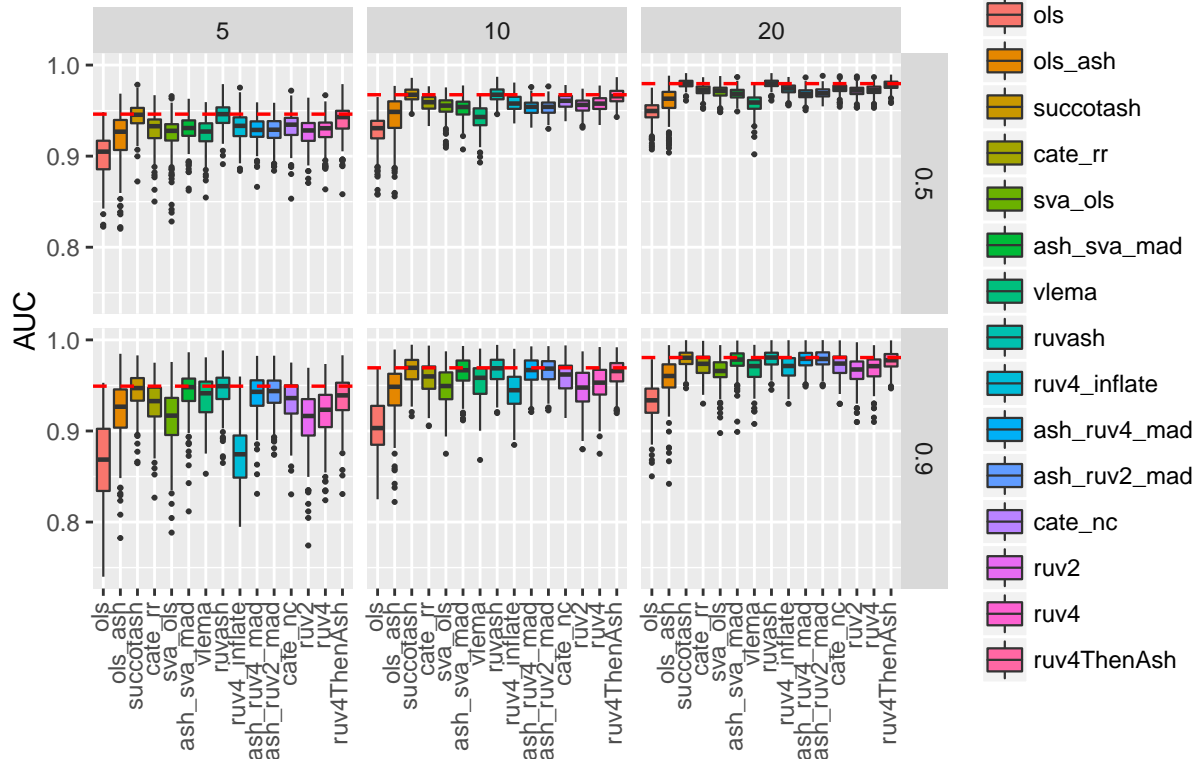 5 10 20
AUC
1.0
0.9
0.8
0.5
1.0
0.9
0.8
0.9
ols
ols_ash
succotash
cate_rr
sva_ols
ash_sva_mad
vlema
ruvash
ruv4_inflate
ash_ruv4_mad
ash_ruv2_mad
cate_nc
ruv2
ruv4
ruv4ThenAsh
ols
ols_ash
succotash
cate_rr
sva_ols
ash_sva_mad
vlema
ruvash
ruv4_inflate
ash_ruv4_mad
ash_ruv2_mad
cate_nc
ruv2
ruv4
ruv4ThenAsh
ols
ols_ash
succotash
cate_rr
sva_ols
ash_sva_mad
vlema
ruvash
ruv4_inflate
ash_ruv4_mad
ash_ruv2_mad
cate_nc
ruv2
ruv4
ruv4ThenAsh
ols
ols_ash
succotash
cate_rr
sva_ols
ash_sva_mad
vlema
ruvash
ruv4_inflate
ash_ruv4_mad
ash_ruv2_mad
cate_nc
ruv2
ruv4
ruv4ThenAsh